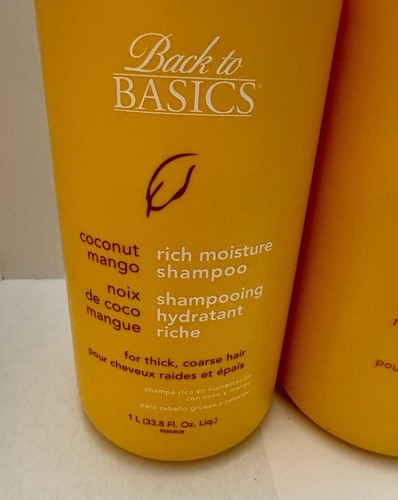 Back to
BASICS®
coconut
mango
rich moisture
shampoo
noix
de coco
mangue
shampooing
hydratant
riche
for thick, coarse hair
pour cheveux raides et épais
champú rico en humectación
con coco y mango
para cabello grueso y rebelde
1 L (33.8 Fl. Oz. Liq.)
pou